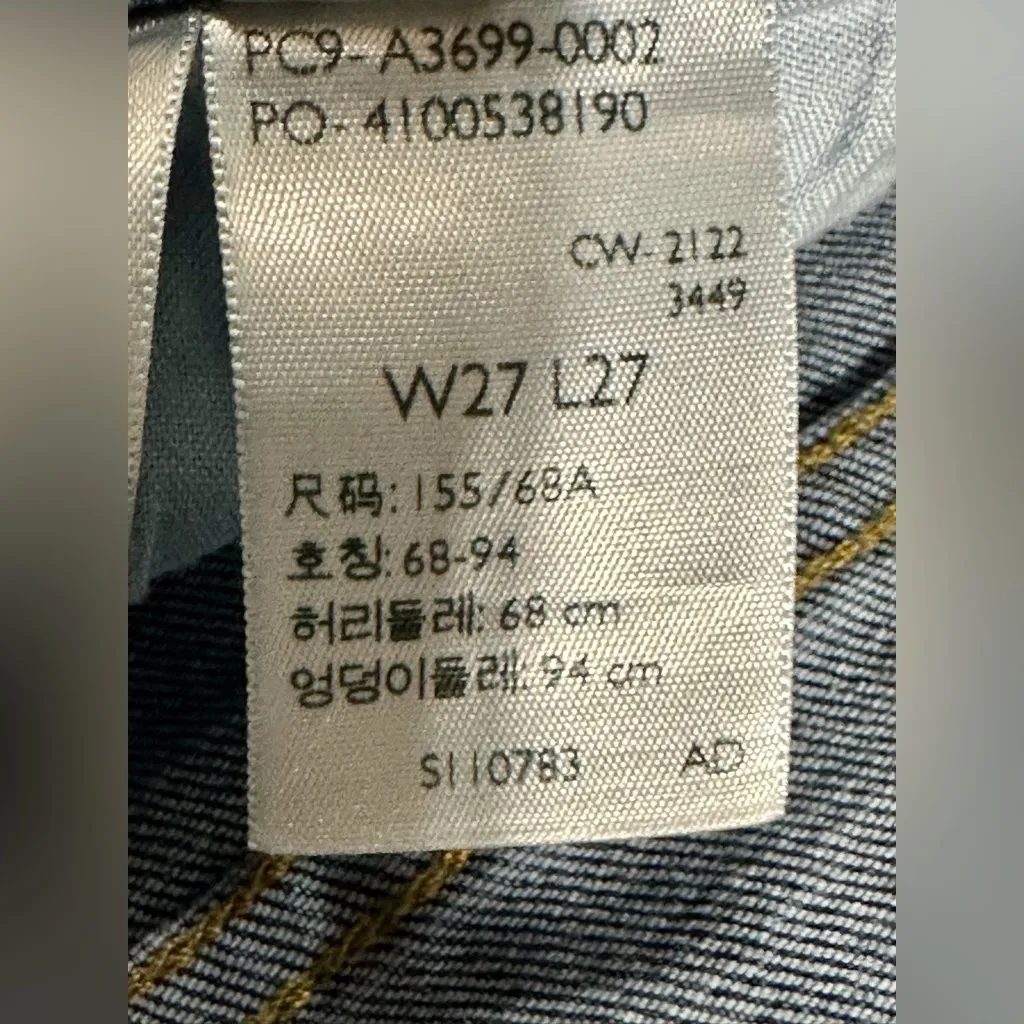 PC9-A3699-0002
PO-4100538190
CW-2122
3449
W27 L27
尺码: 155/68A
호칭: 68-94
허리둘레: 68 cm
엉덩이둘레: 94 cm
S110783 AD